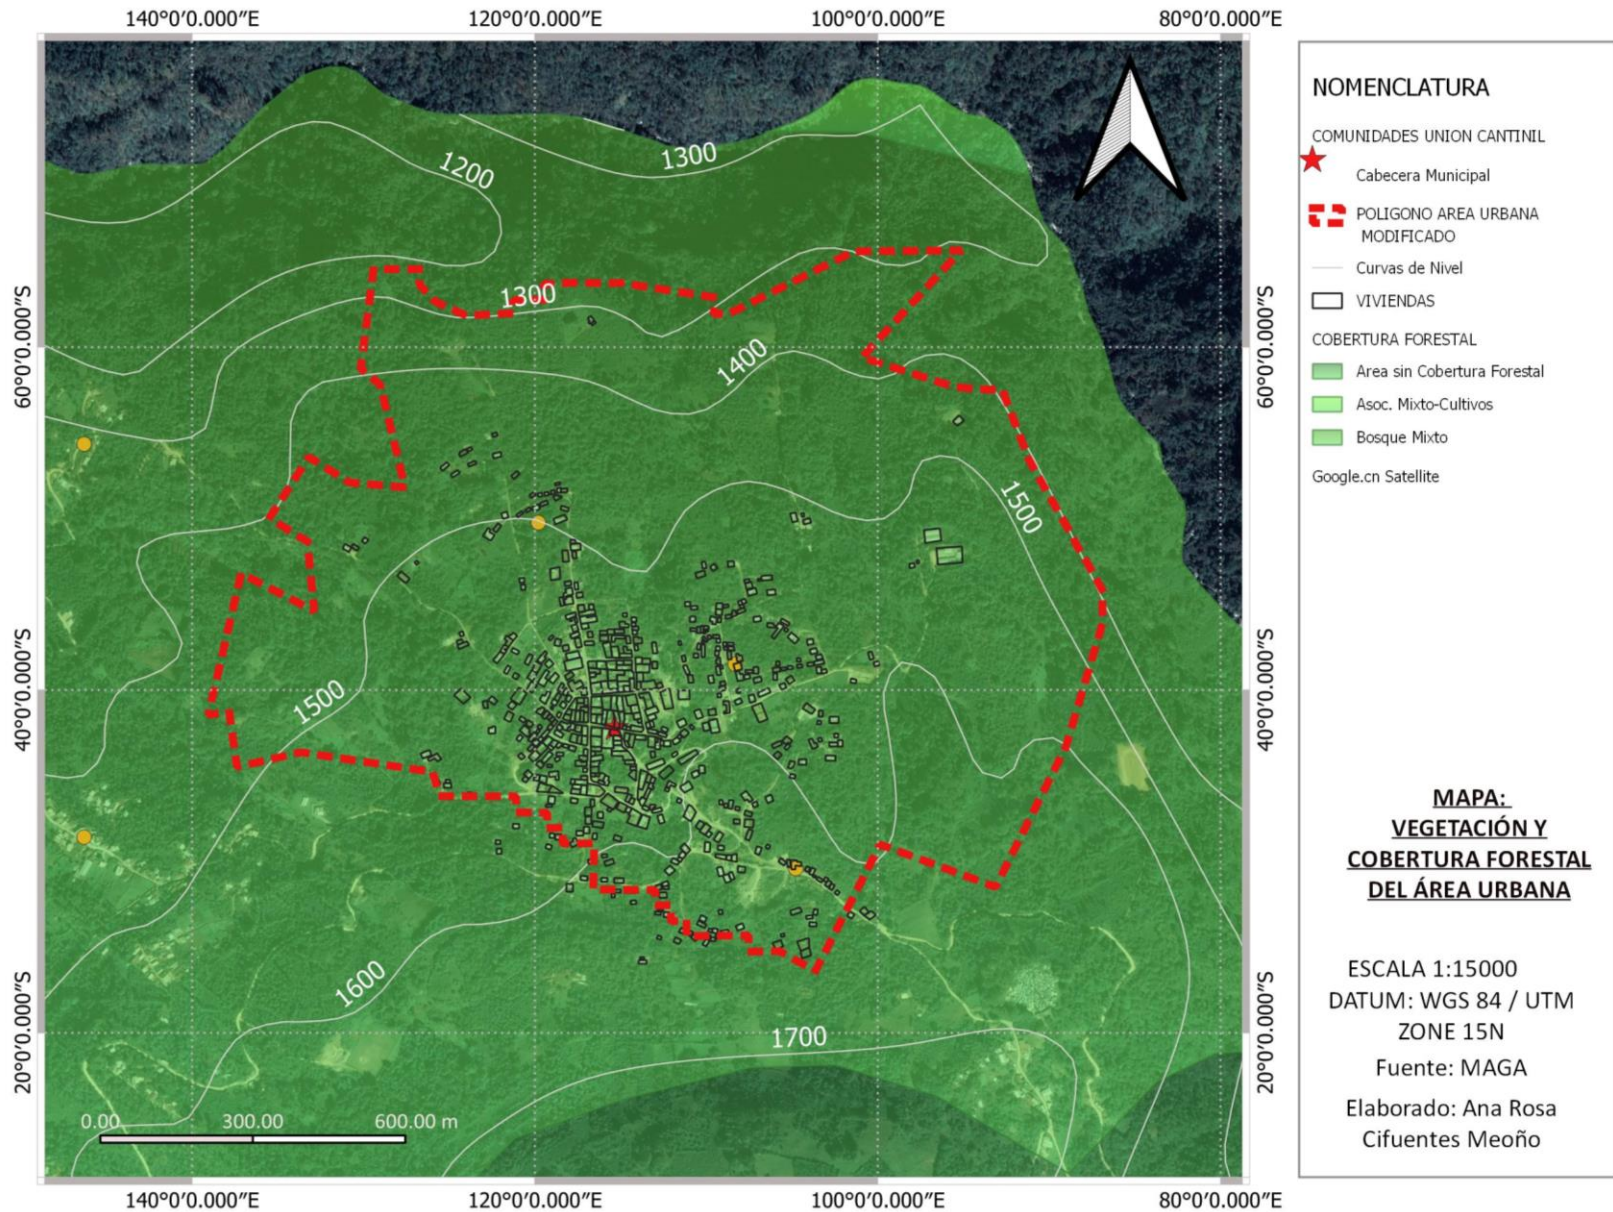 140°0'0.000"E 120°0'0.000"E 100°0'0.000"E 80°0'0.000"E
60°0'0.000"S
40°0'0.000"S
20°0'0.000"S
1200
1300
1300
1400
1500
1500
1600
1700
0.00 300.00 600.00 m
60°0'0.000"S
40°0'0.000"S
20°0'0.000"S
140°0'0.000"E 120°0'0.000"E 100°0'0.000"E 80°0'0.000"E
NOMENCLATURA
COMUNIDADES UNION CANTINIL
Cabecera Municipal
POLIGONO AREA URBANA
MODIFICADO
Curvas de Nivel
VIVIENDAS
COBERTURA FORESTAL
Area sin Cobertura Forestal
Asoc. Mixto-Cultivos
Bosque Mixto
Google.cn Satellite
MAPA:
VEGETACIÓN Y
COBERTURA FORESTAL
DEL ÁREA URBANA
ESCALA 1:15000
DATUM: WGS 84 / UTM
ZONE 15N
Fuente: MAGA
Elaborado: Ana Rosa
Cifuentes Meoño